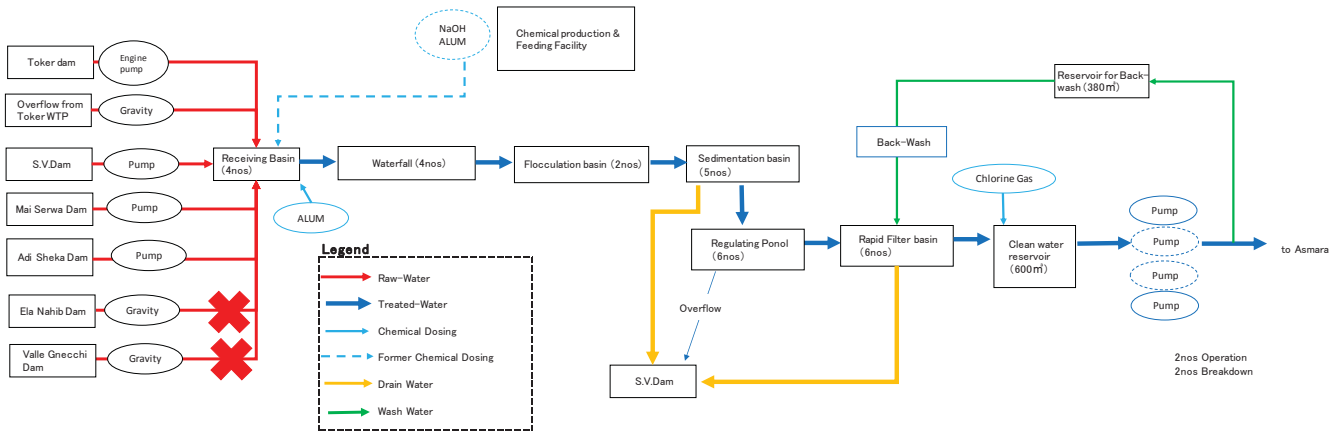 NaOH
ALUM
Chemical production &
Feeding Facility
Toker dam
Engine
pump
Overflow from
Toker WTP
Gravity
S.V.Dam
Pump
Mai Serwa Dam
Pump
Adi Sheka Dam
Pump
Ela Nahib Dam
Gravity
Valle Gnecchi
Dam
Gravity
Receiving Basin
(4nos)
ALUM
Waterfall (4nos)
Flocculation basin (2nos)
Sedimentation basin
(5nos)
Regulating Ponol
(6nos)
Overflow
S.V.Dam
Reservoir for Back-
wash (380㎥)
Back-Wash
Rapid Filter basin
(6nos)
Chlorine Gas
Clean water
reservoir
(600㎥)
Pump
Pump
Pump
Pump
to Asmara
2nos Operation
2nos Breakdown
Legend
Raw-Water
Treated-Water
Chemical Dosing
Former Chemical Dosing
Drain Water
Wash Water